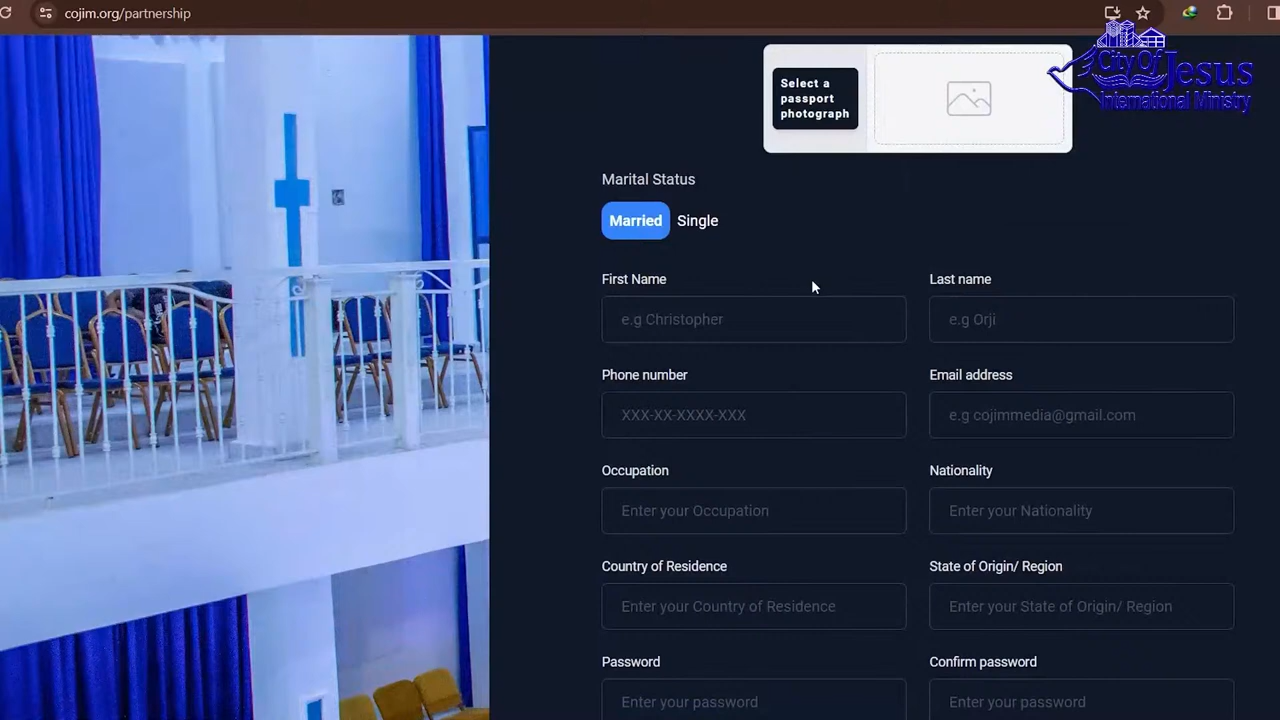 cojim.org/partnership
City Of Jesus
International Ministry
Select a
passport
photograph
Marital Status
Married Single
First Name Last name
e.g Christopher e.g Orji
Phone number Email address
XXX-XX-XXXX-XXX e.g cojimmedia@gmail.com
Occupation Nationality
Enter your Occupation Enter your Nationality
Country of Residence State of Origin/ Region
Enter your Country of Residence Enter your State of Origin/ Region
Password Confirm password
Enter your password Enter your password